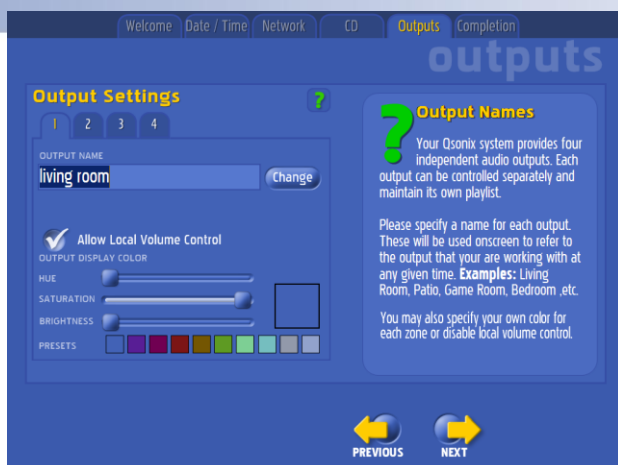 Welcome Date / Time Network CD Outputs Completion
outputs
Output Settings ?
1 2 3 4
OUTPUT NAME
living room Change
Allow Local Volume Control
OUTPUT DISPLAY COLOR
HUE
SATURATION
BRIGHTNESS
PRESETS
? Output Names
Your Qsonix system provides four
independent audio outputs. Each
output can be controlled separately and
maintain its own playlist.
Please specify a name for each output.
These will be used onscreen to refer to
the output that your are working with at
any given time. Examples: Living
Room, Patio, Game Room, Bedroom ,etc.
You may also specify your own color for
each zone or disable local volume control.
PREVIOUS NEXT